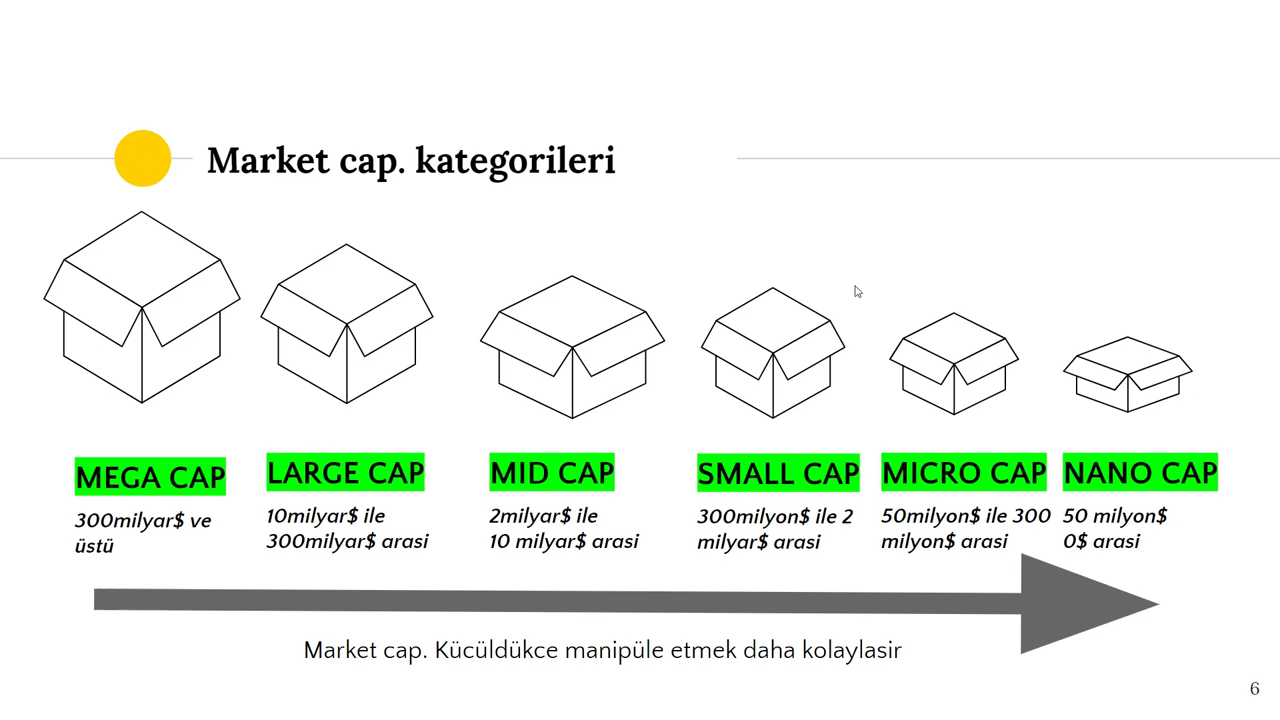 Market cap. kategorileri
MEGA CAP
300milyar$ ve
üstü
LARGE CAP
10milyar$ ile
300milyar$ arasi
MID CAP
2milyar$ ile
10 milyar$ arasi
SMALL CAP
300milyon$ ile 2
milyar$ arasi
MICRO CAP
50milyon$ ile 300
milyon$ arasi
NANO CAP
50 milyon$
0$ arasi
Market cap. Kücüldükce manipüle etmek daha kolaylasir
6